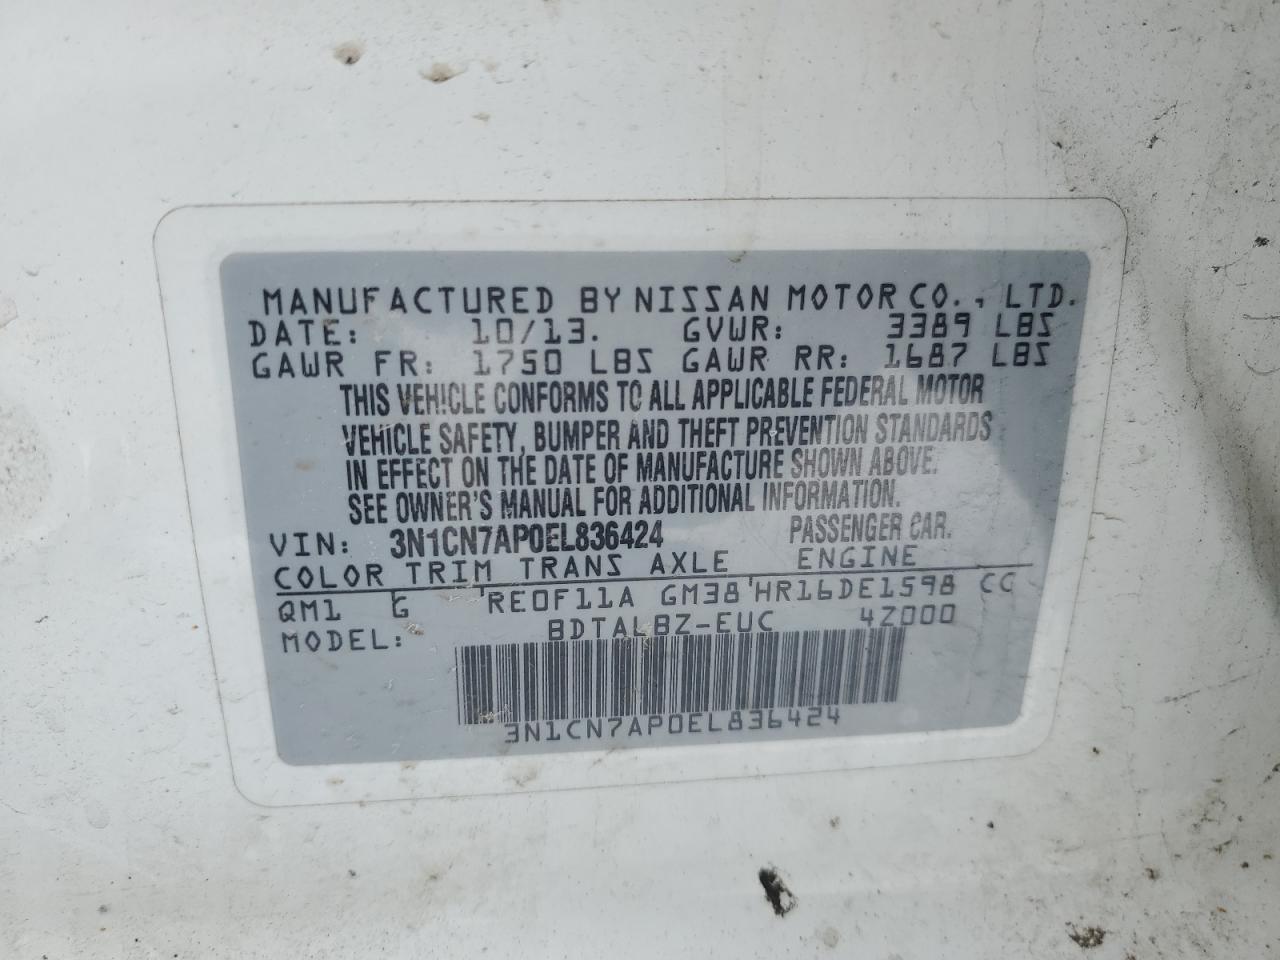 MANUFACTURED BY NISSAN MOTOR CO., LTD.
DATE: 10/13. GVWR: 3389 LBS
GAWR FR: 1750 LBS GAWR RR: 1687 LBS
THIS VEHICLE CONFORMS TO ALL APPLICABLE FEDERAL MOTOR
VEHICLE SAFETY, BUMPER AND THEFT PREVENTION STANDARDS
IN EFFECT ON THE DATE OF MANUFACTURE SHOWN ABOVE.
SEE OWNER'S MANUAL FOR ADDITIONAL INFORMATION.
VIN: 3N1CN7AP0EL836424 PASSENGER CAR.
COLOR TRIM TRANS AXLE ENGINE
QM1 G RE0F11A GM38 HR16DE1598 CC
MODEL: BDTALBZ-EUC 4Z000
3N1CN7AP0EL836424